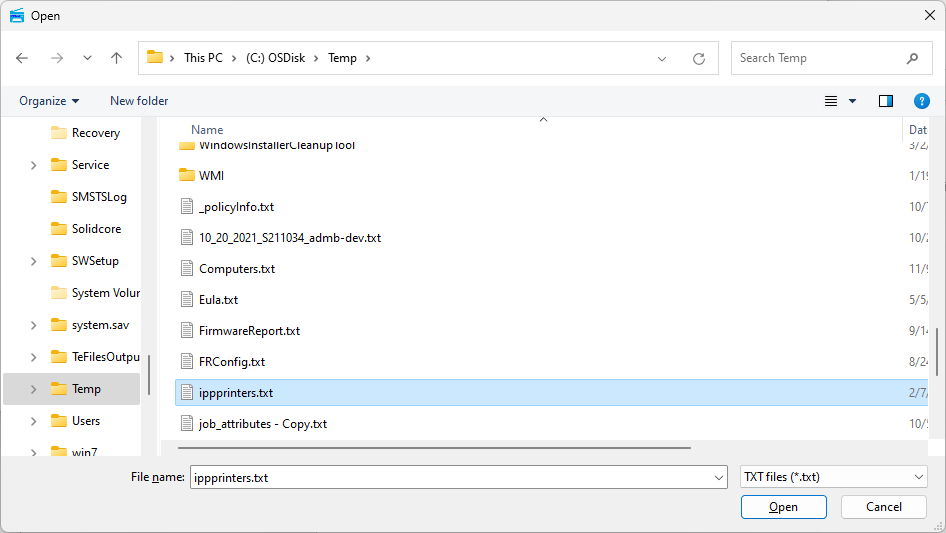 Open
This PC (C:) OSDisk Temp
Search Temp
Organize New folder
?
Name Dat
Recovery
Service
SMSTSLog
Solidcore
SWSetup
System Volur
system.sav
TeFilesOutpu
Temp
Users
win7
WindowsInstallerCleanupTool 3/2/
WMI 1/19
_policyInfo.txt 10/1
10_20_2021_S211034_admb-dev.txt 10/2
Computers.txt 11/9
Eula.txt 5/5/
FirmwareReport.txt 9/14
FRConfig.txt 8/24
ippprinters.txt 2/7/
job_attributes - Copy.txt 10/5
File name: ippprinters.txt TXT files (*.txt)
Open Cancel